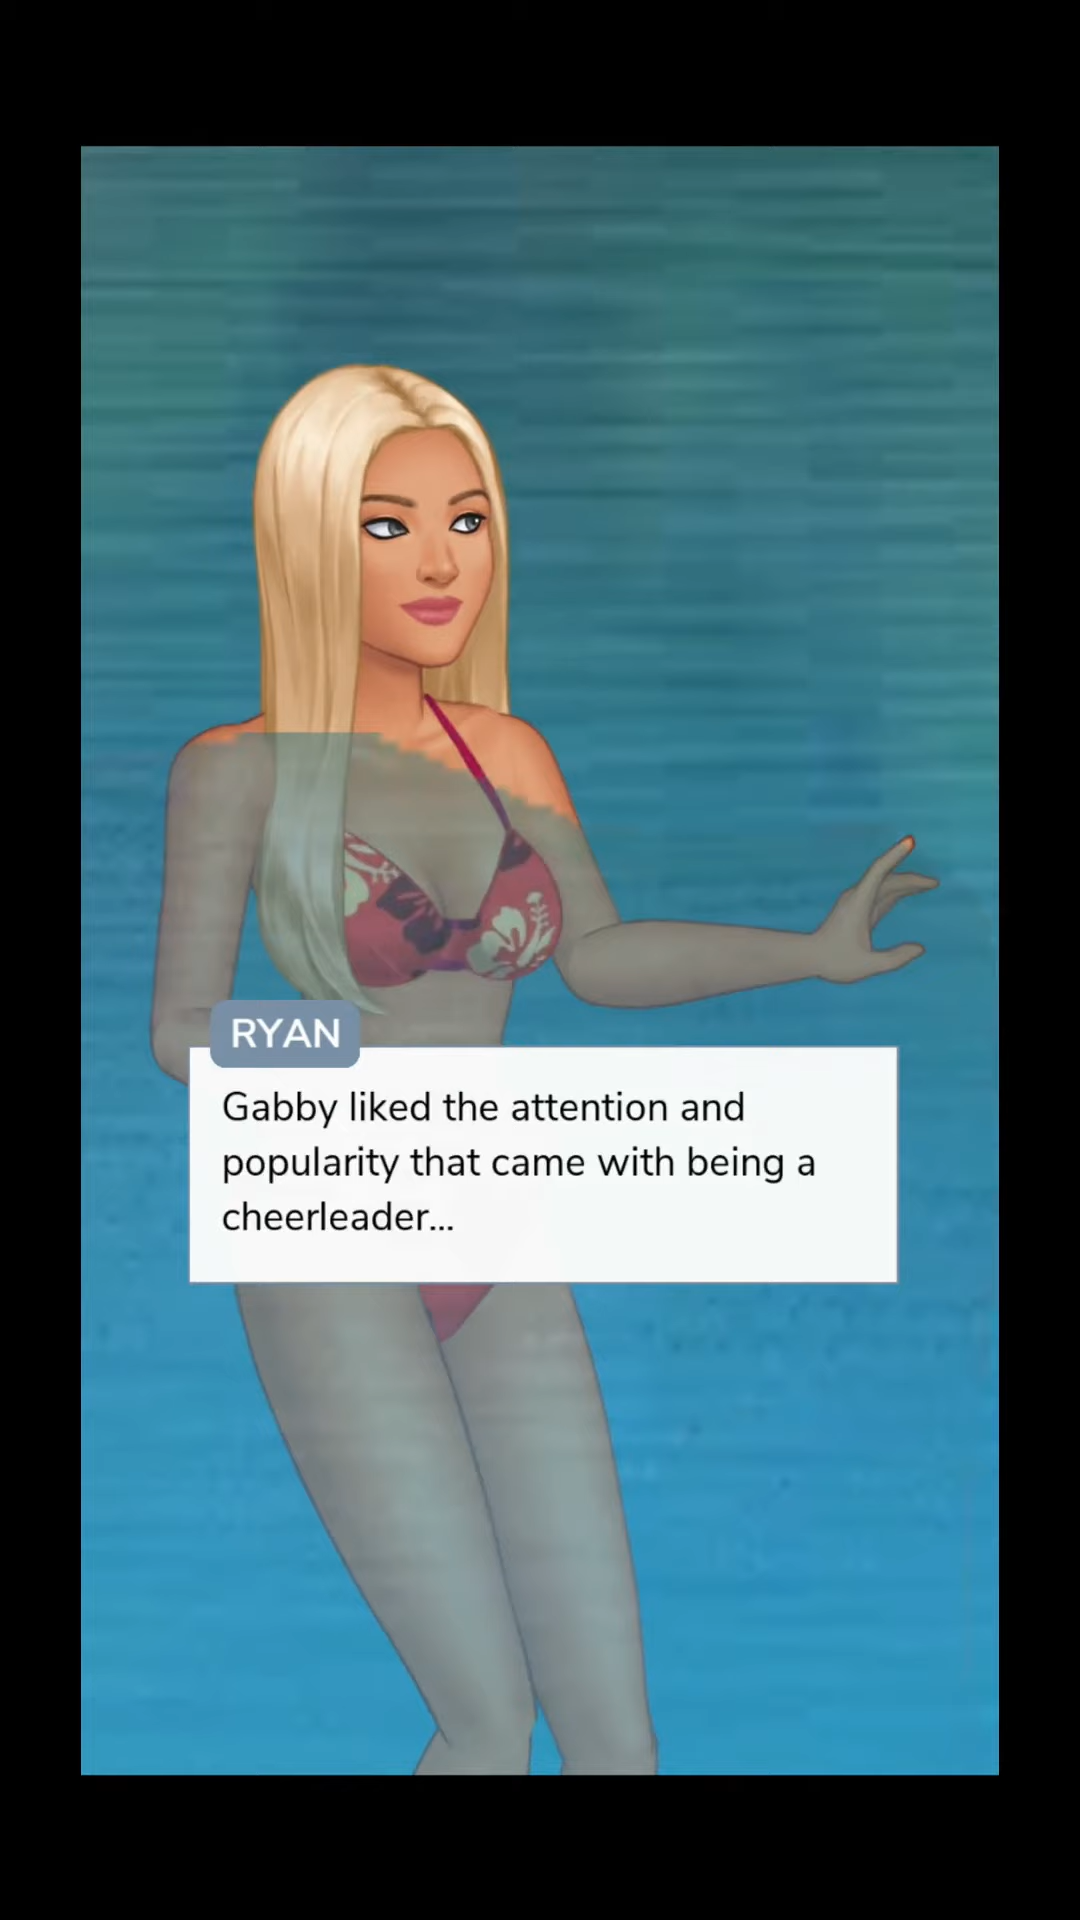 RYAN
Gabby liked the attention and
popularity that came with being a
cheerleader...